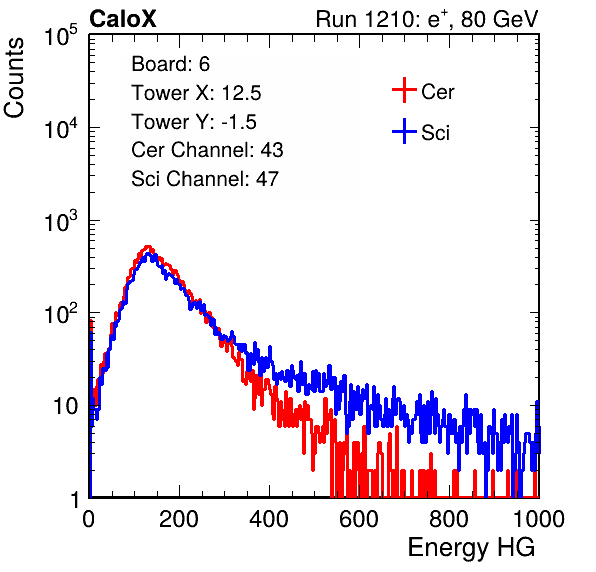 CaloX Run 1210: e⁺, 80 GeV
Counts
Board: 6
Tower X: 12.5
Tower Y: -1.5
Cer Channel: 43
Sci Channel: 47
Cer
Sci
10⁵
10⁴
10³
10²
10
1
0 200 400 600 800 1000
Energy HG